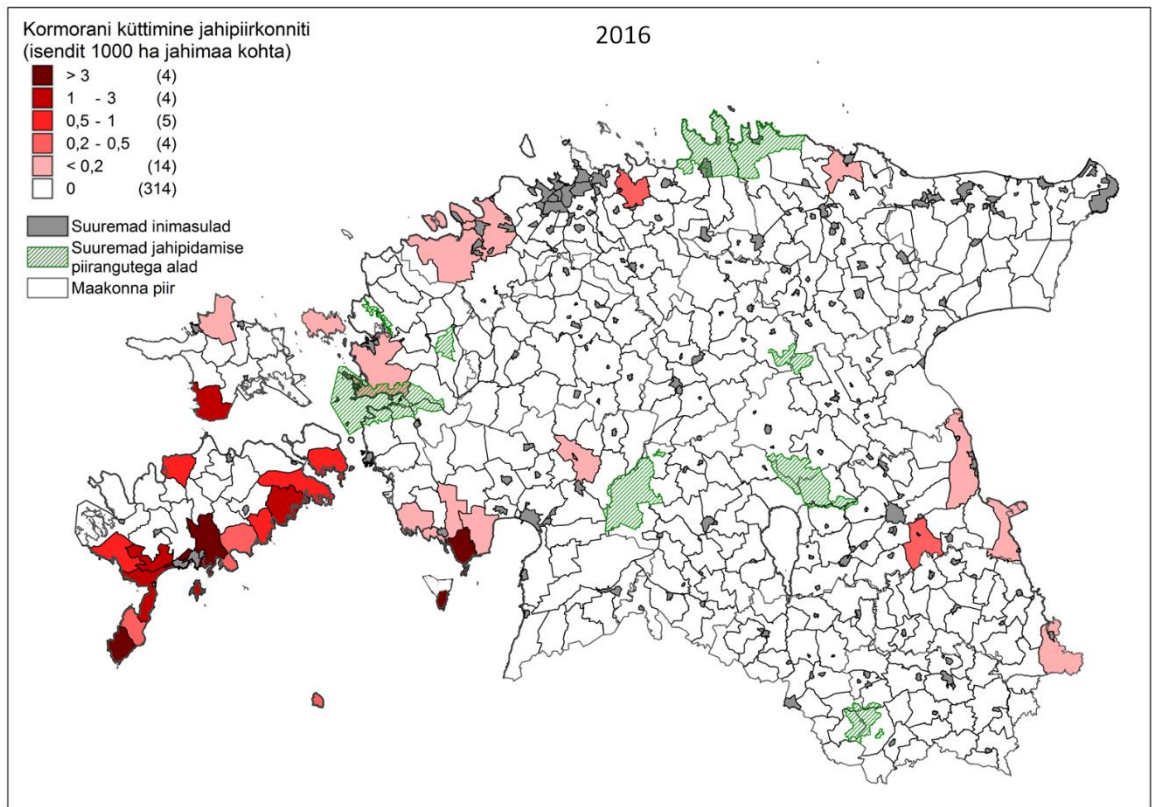 Kormorani küttimine jahipiirkonniti
(isendit 1000 ha jahimaa kohta)
2016
> 3 (4)
1 - 3 (4)
0,5 - 1 (5)
0,2 - 0,5 (4)
< 0,2 (14)
0 (314)
Suuremad inimasulad
Suuremad jahipidamise
piirangutega alad
Maakonna piir